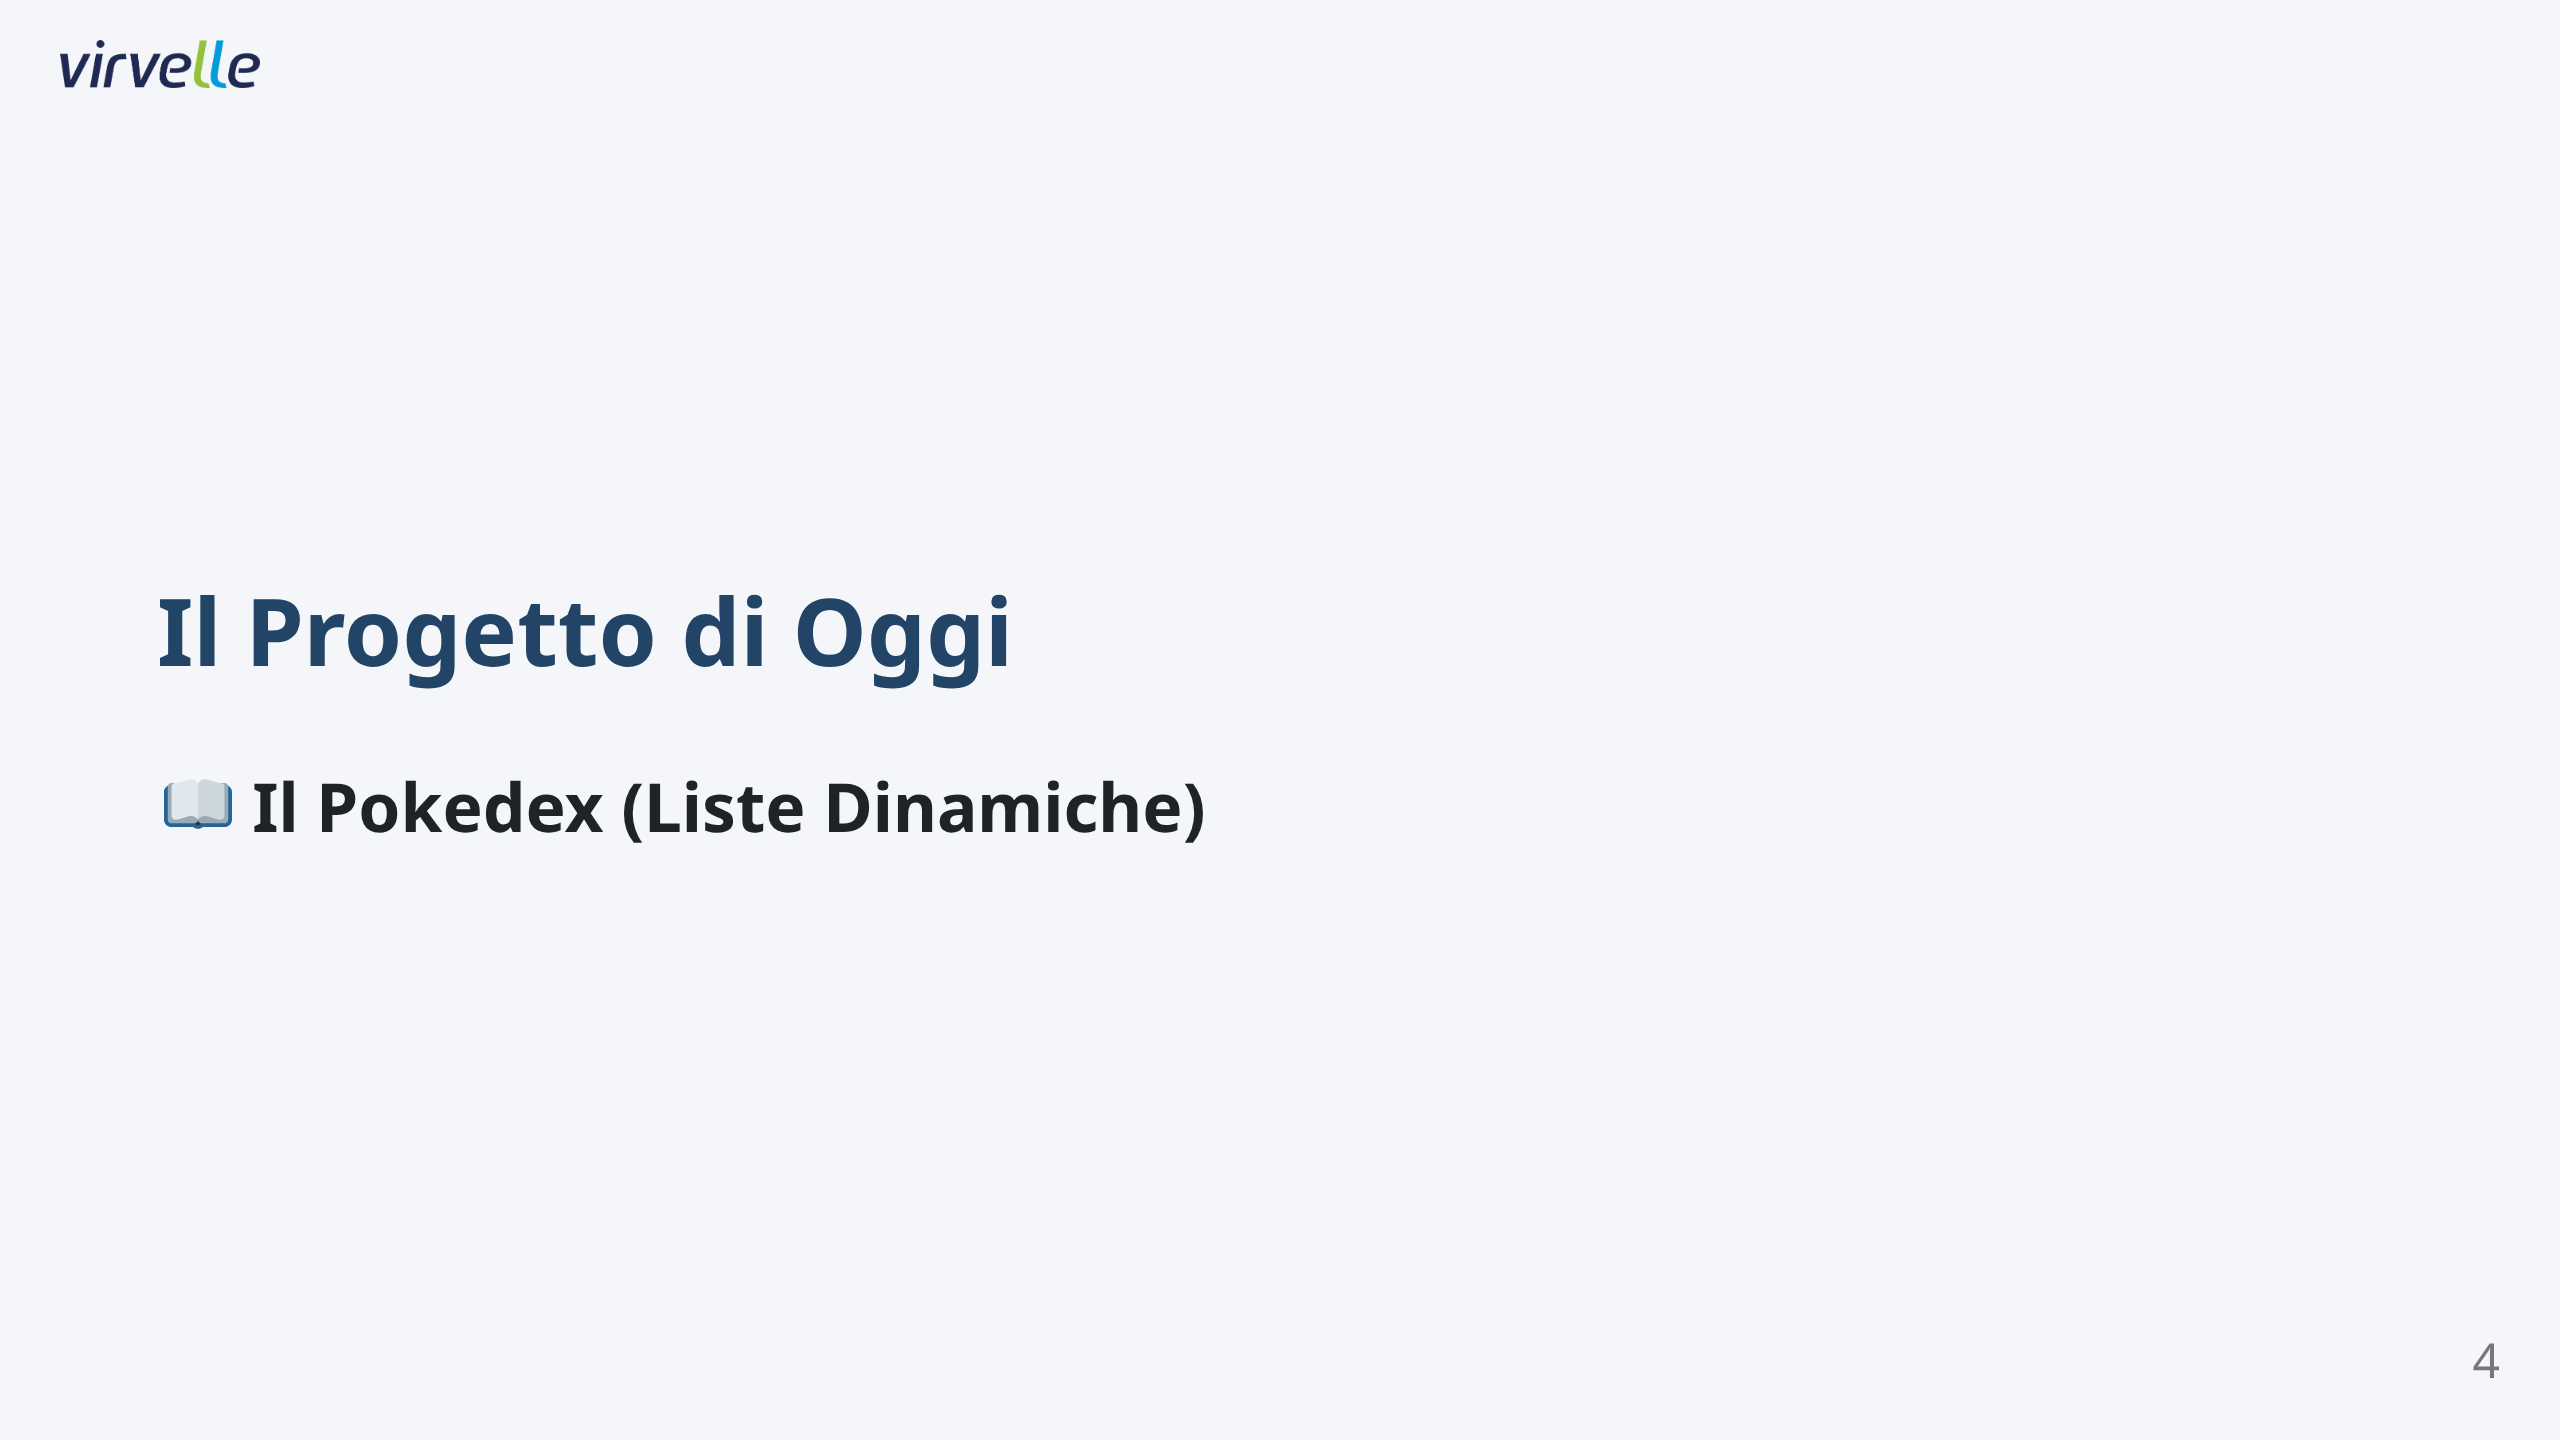 virvelle
Il Progetto di Oggi
📖 Il Pokedex (Liste Dinamiche)
4